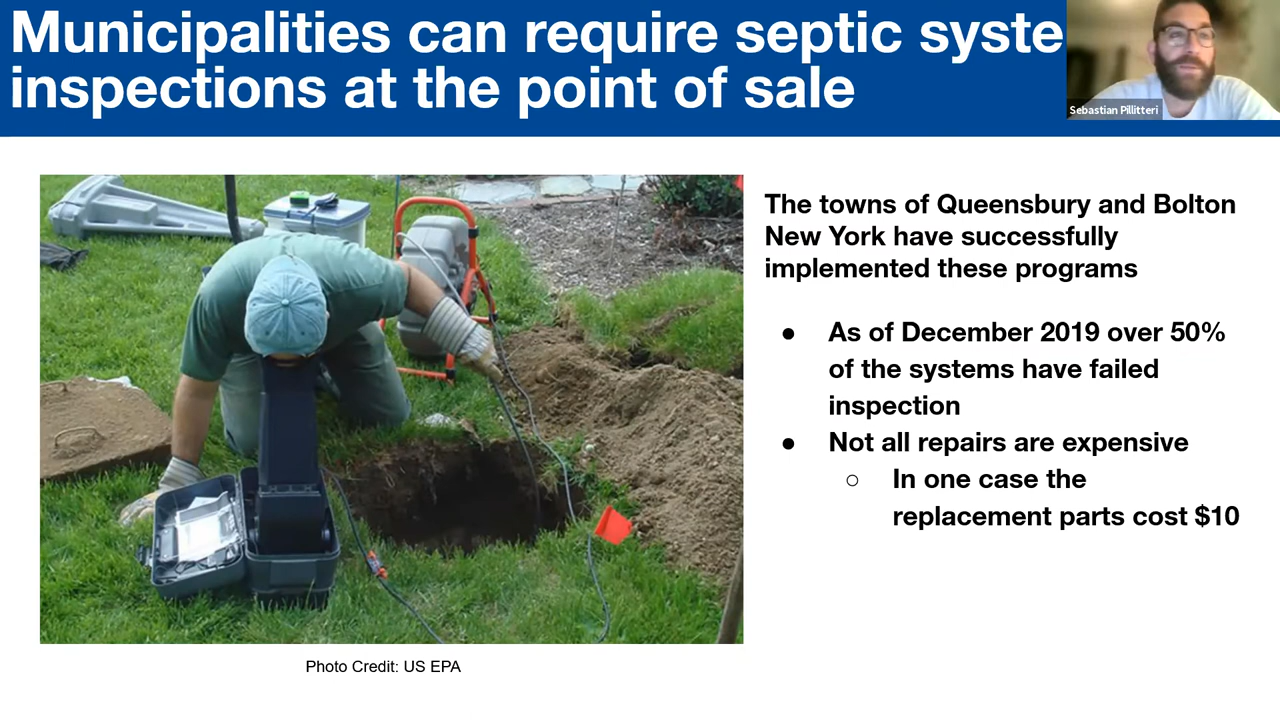 Municipalities can require septic syste
inspections at the point of sale
Sebastian Pillitteri
The towns of Queensbury and Bolton
New York have successfully
implemented these programs
● As of December 2019 over 50%
of the systems have failed
inspection
● Not all repairs are expensive
○ In one case the
replacement parts cost $10
Photo Credit: US EPA